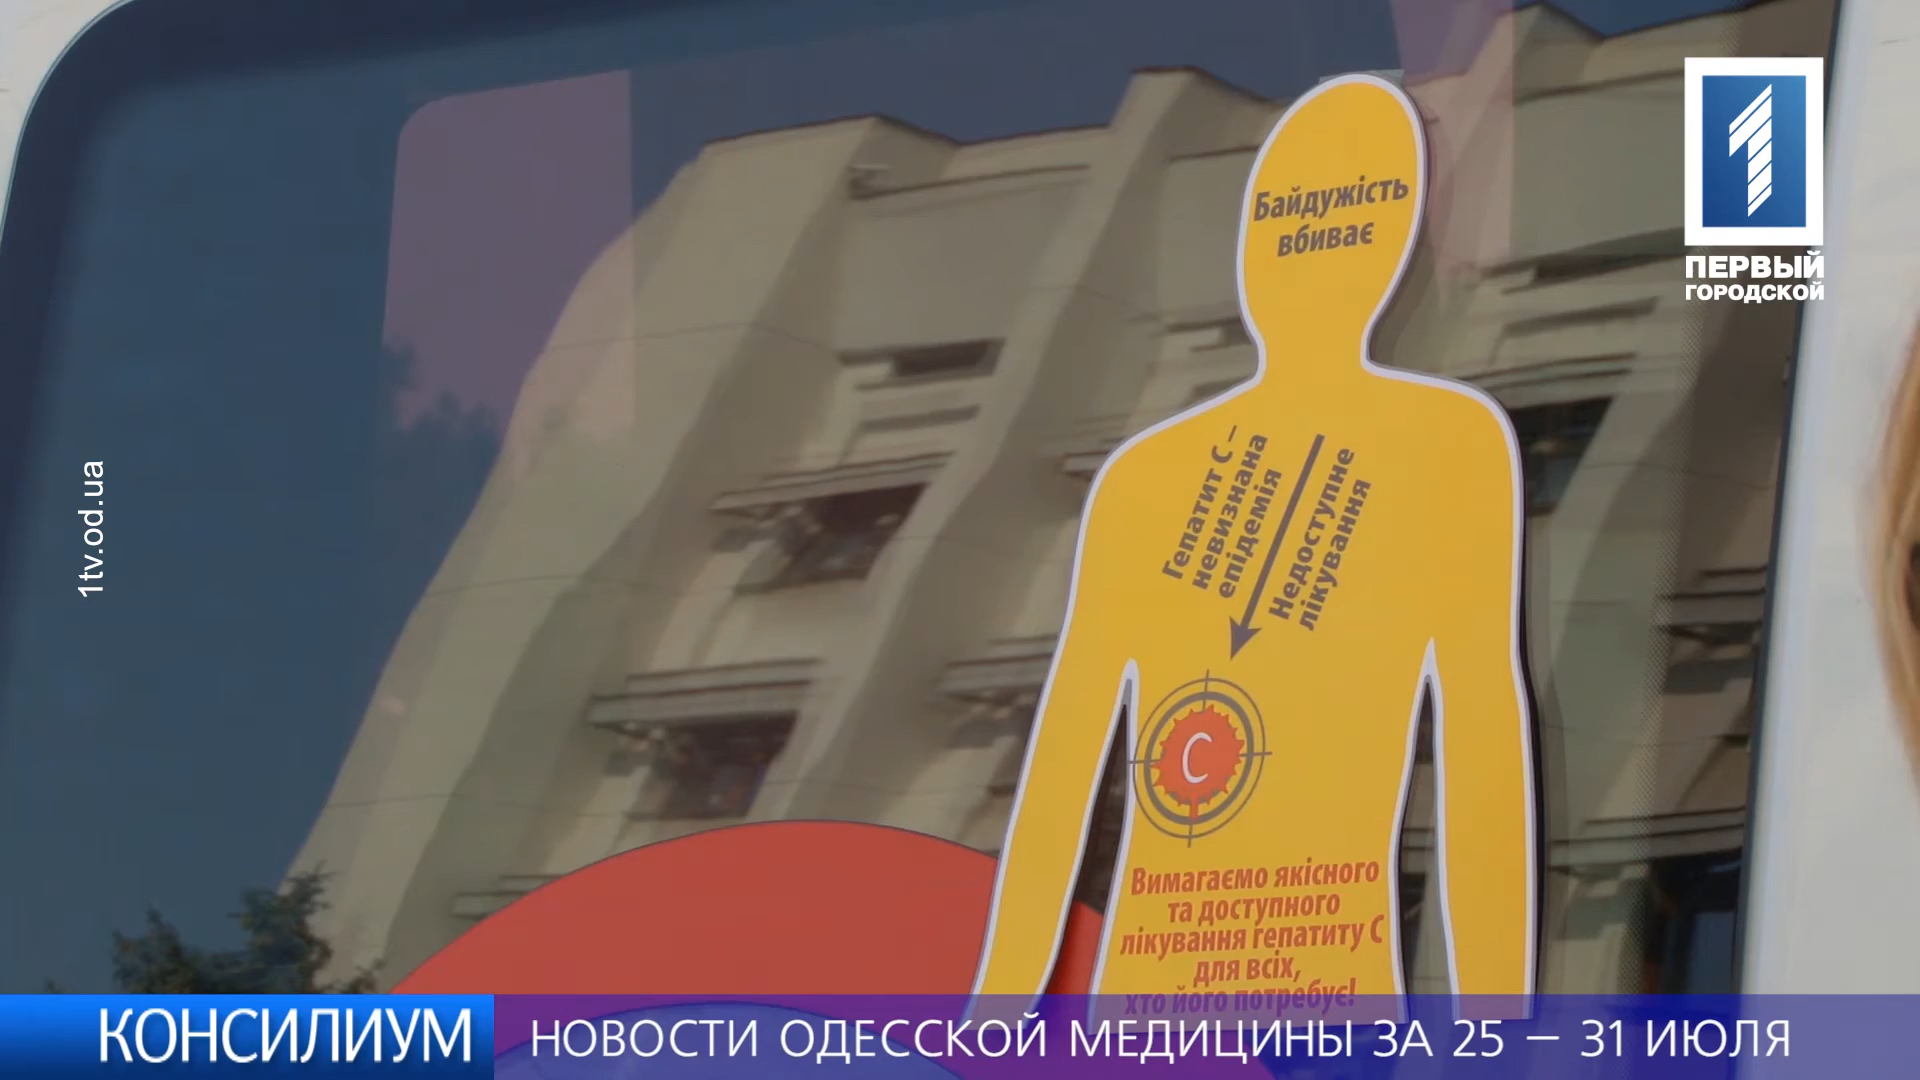 ПЕРВЫЙ
ГОРОДСКОЙ
1tv.od.ua
Байдужість
вбиває
Гепатит С –
невизнана
епідемія
Недоступне
лікування
С
Вимагаємо якісного
та доступного
лікування гепатиту С
для всіх,
хто його потребує!
КОНСИЛИУМ
НОВОСТИ ОДЕССКОЙ МЕДИЦИНЫ ЗА 25 – 31 ИЮЛЯ